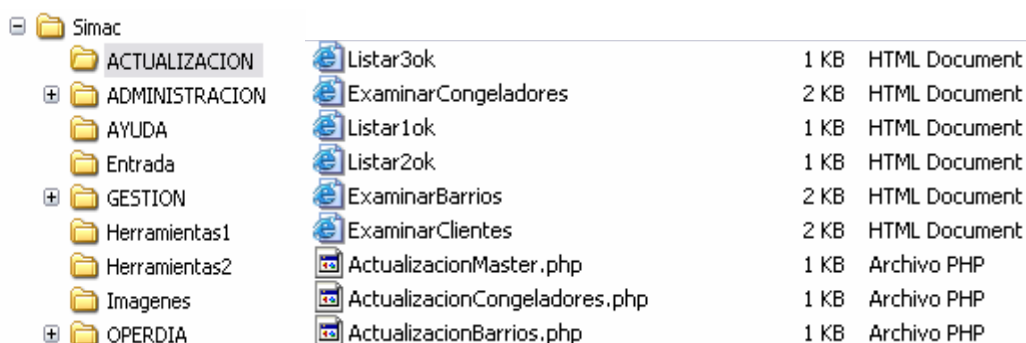 Simac
ACTUALIZACION
ADMINISTRACION
AYUDA
Entrada
GESTION
Herramientas1
Herramientas2
Imagenes
OPERDIA
Listar3ok 1 KB HTML Document
ExaminarCongeladores 2 KB HTML Document
Listar1ok 1 KB HTML Document
Listar2ok 1 KB HTML Document
ExaminarBarrios 2 KB HTML Document
ExaminarClientes 2 KB HTML Document
ActualizacionMaster.php 1 KB Archivo PHP
ActualizacionCongeladores.php 1 KB Archivo PHP
ActualizacionBarrios.php 1 KB Archivo PHP